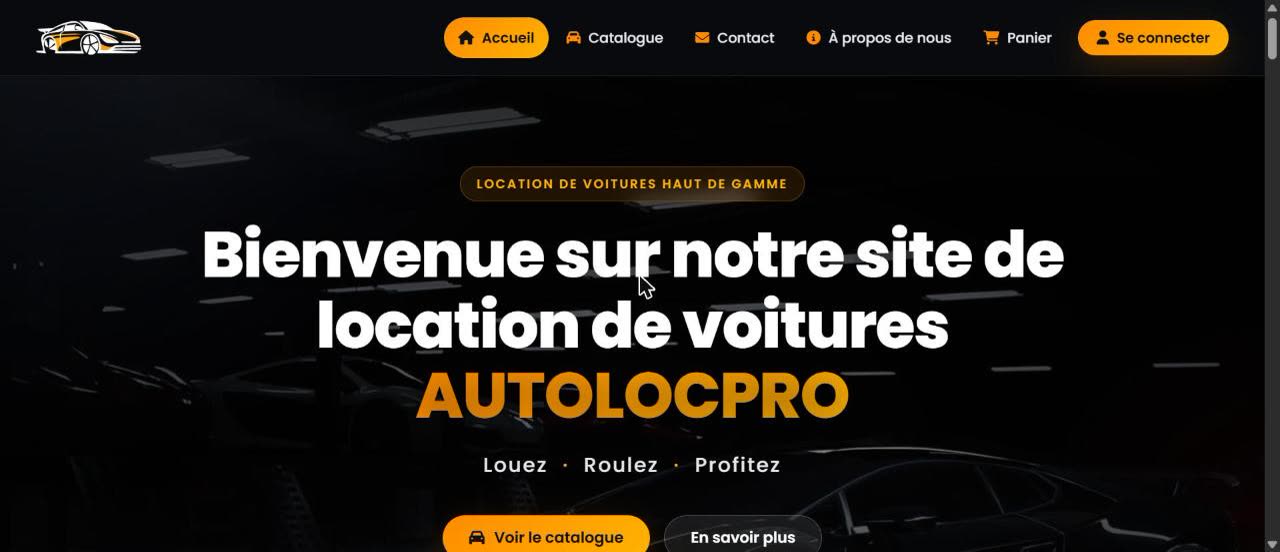 Accueil
Catalogue
Contact
À propos de nous
Panier
Se connecter
LOCATION DE VOITURES HAUT DE GAMME
Bienvenue sur notre site de
location de voitures
AUTOLOCPRO
Louez · Roulez · Profitez
Voir le catalogue
En savoir plus